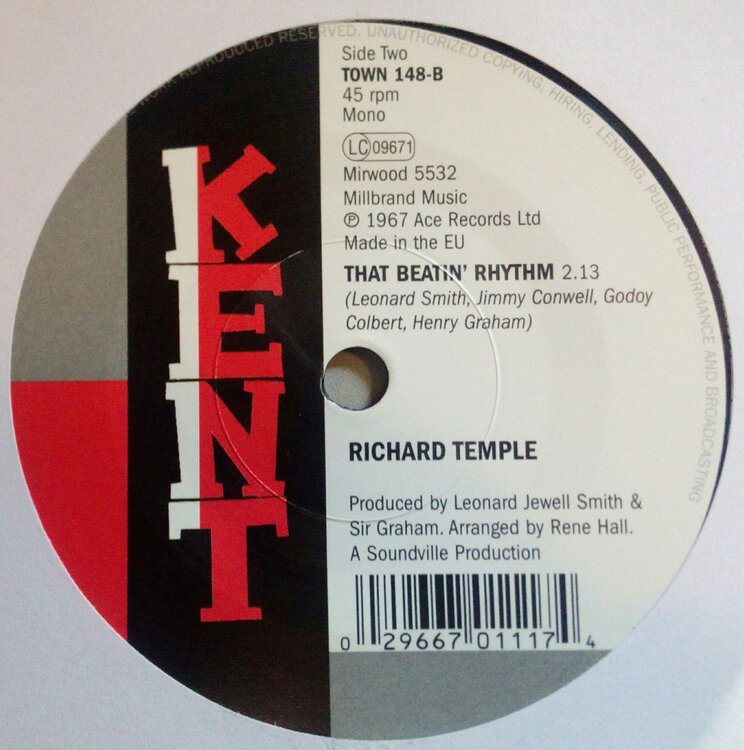 WORK REPRODUCED RESERVED. UNAUTHORIZED COPYING, HIRING, LENDING, PUBLIC PERFORMANCE AND BROADCASTING
KENT
Side Two
TOWN 148-B
45 rpm
Mono
LC 09671
Mirwood 5532
Millbrand Music
℗ 1967 Ace Records Ltd
Made in the EU
THAT BEATIN' RHYTHM 2.13
(Leonard Smith, Jimmy Conwell, Godoy
Colbert, Henry Graham)
RICHARD TEMPLE
Produced by Leonard Jewell Smith &
Sir Graham. Arranged by Rene Hall.
A Soundville Production
0 29667 01117 4